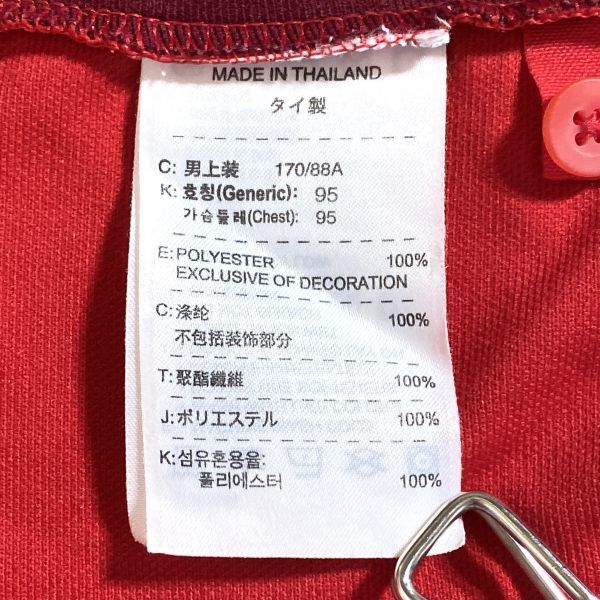 MADE IN THAILAND
タイ製
C: 男上装 170/88A
K: 호칭(Generic): 95
가슴둘레(Chest): 95
E: POLYESTER 100%
EXCLUSIVE OF DECORATION
C: 涤纶 100%
不包括装饰部分
T: 聚酯纖維 100%
J: ポリエステル 100%
K: 섬유혼용율:
폴리에스터 100%